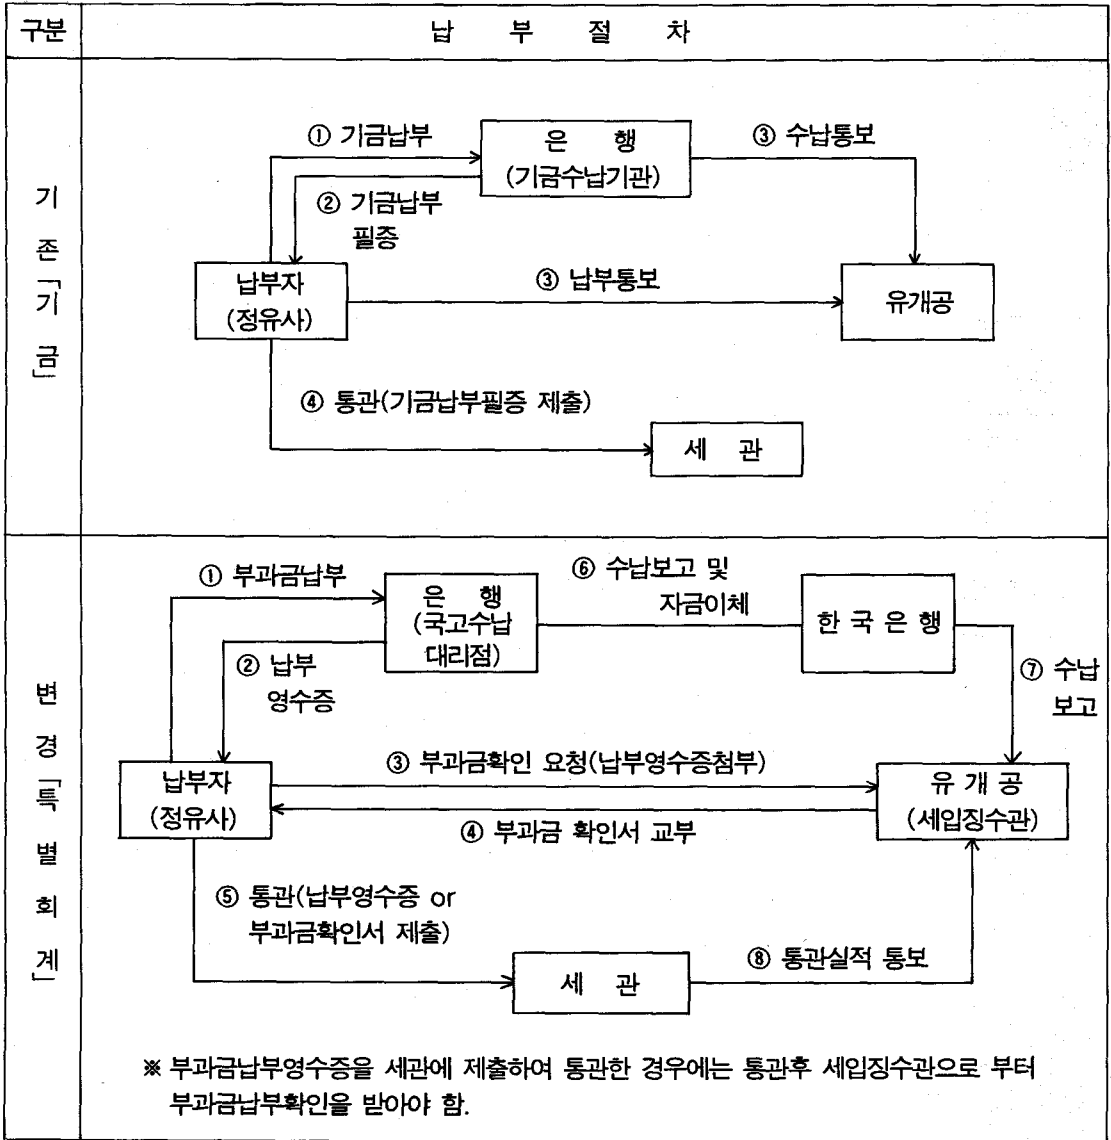 구분
납 부 절 차
기존「기금」
① 기금납부
은 행
(기금수납기관)
③ 수납통보
② 기금납부
필증
납부자
(정유사)
③ 납부통보
유개공
④ 통관(기금납부필증 제출)
세 관
변경「특별회계」
① 부과금납부
은 행
(국고수납
대리점)
⑥ 수납보고 및
자금이체
한 국 은 행
② 납부
영수증
⑦ 수납
보고
납부자
(정유사)
③ 부과금확인 요청(납부영수증첨부)
④ 부과금 확인서 교부
유 개 공
(세입징수관)
⑤ 통관(납부영수증 or
부과금확인서 제출)
세 관
⑧ 통관실적 통보
※ 부과금납부영수증을 세관에 제출하여 통관한 경우에는 통관후 세입징수관으로 부터
부과금납부확인을 받아야 함.